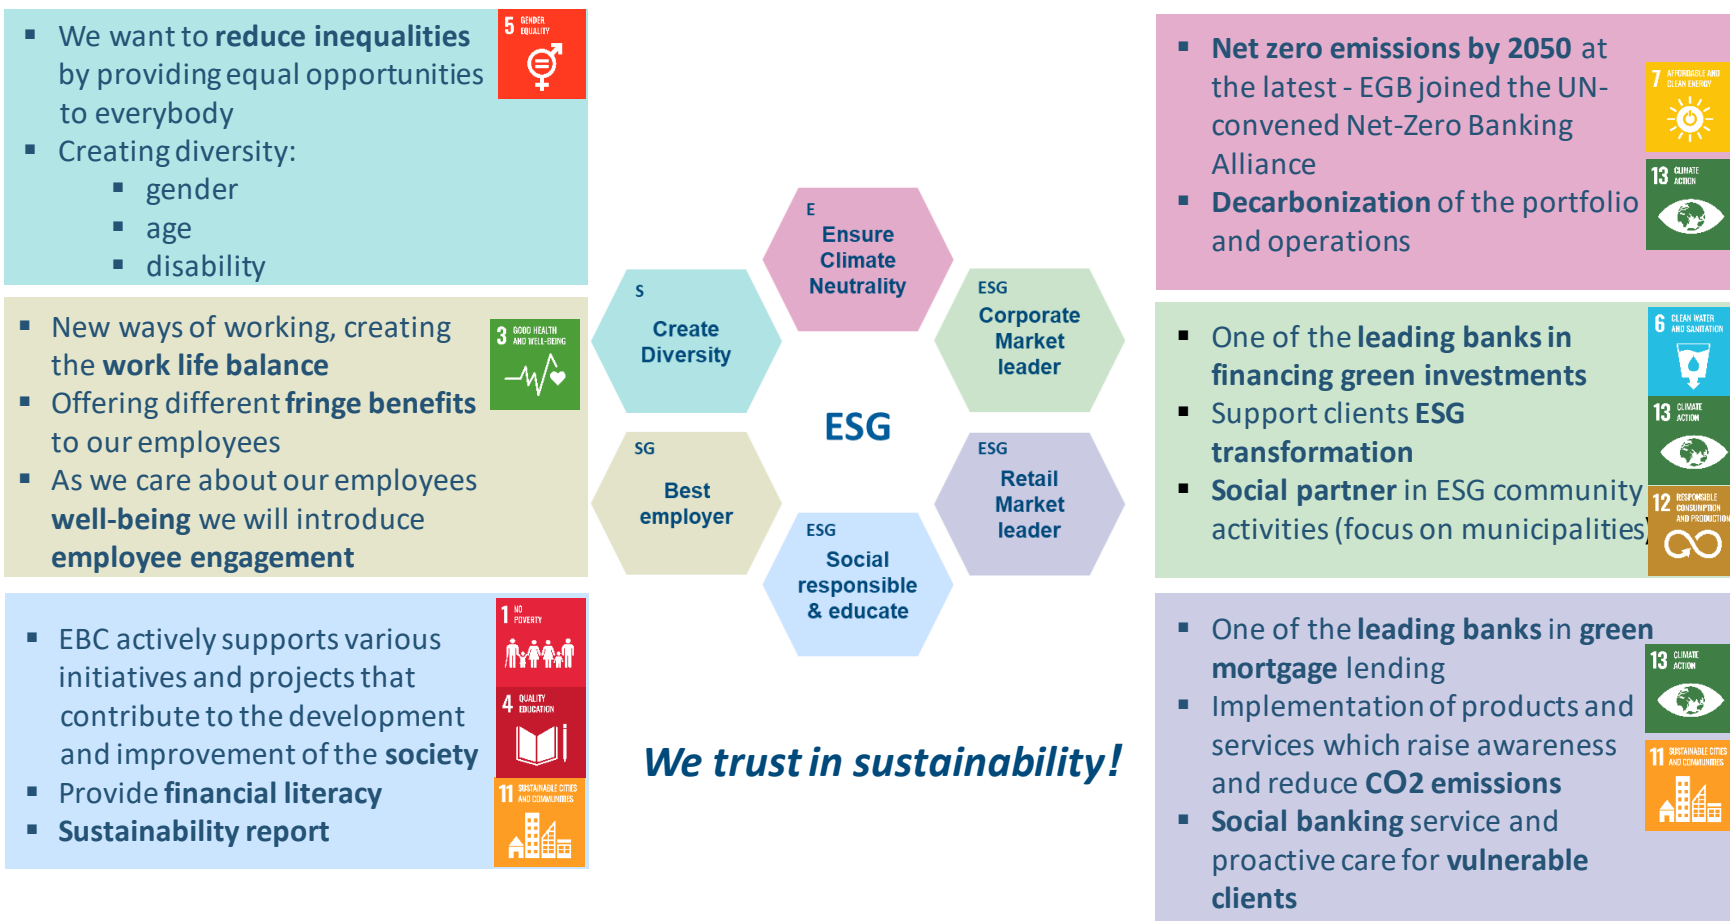 ▪ We want to reduce inequalities
by providing equal opportunities
to everybody
▪ Creating diversity:
▪ gender
▪ age
▪ disability
5 GENDER
EQUALITY
▪ New ways of working, creating
the work life balance
▪ Offering different fringe benefits
to our employees
▪ As we care about our employees
well-being we will introduce
employee engagement
3 GOOD HEALTH
AND WELL-BEING
▪ EBC actively supports various
initiatives and projects that
contribute to the development
and improvement of the society
▪ Provide financial literacy
▪ Sustainability report
1 NO
POVERTY
4 QUALITY
EDUCATION
11 SUSTAINABLE CITIES
AND COMMUNITIES
E
Ensure
Climate
Neutrality
S
Create
Diversity
ESG
Corporate
Market
leader
ESG
SG
Best
employer
ESG
Retail
Market
leader
ESG
Social
responsible
& educate
We trust in sustainability!
▪ Net zero emissions by 2050 at
the latest - EGB joined the UN-
convened Net-Zero Banking
Alliance
▪ Decarbonization of the portfolio
and operations
7 AFFORDABLE AND
CLEAN ENERGY
13 CLIMATE
ACTION
▪ One of the leading banks in
financing green investments
▪ Support clients ESG
transformation
▪ Social partner in ESG community
activities (focus on municipalities)
6 CLEAN WATER
AND SANITATION
13 CLIMATE
ACTION
12 RESPONSIBLE
CONSUMPTION
AND PRODUCTION
▪ One of the leading banks in green
mortgage lending
▪ Implementation of products and
services which raise awareness
and reduce CO2 emissions
▪ Social banking service and
proactive care for vulnerable
clients
13 CLIMATE
ACTION
11 SUSTAINABLE CITIES
AND COMMUNITIES